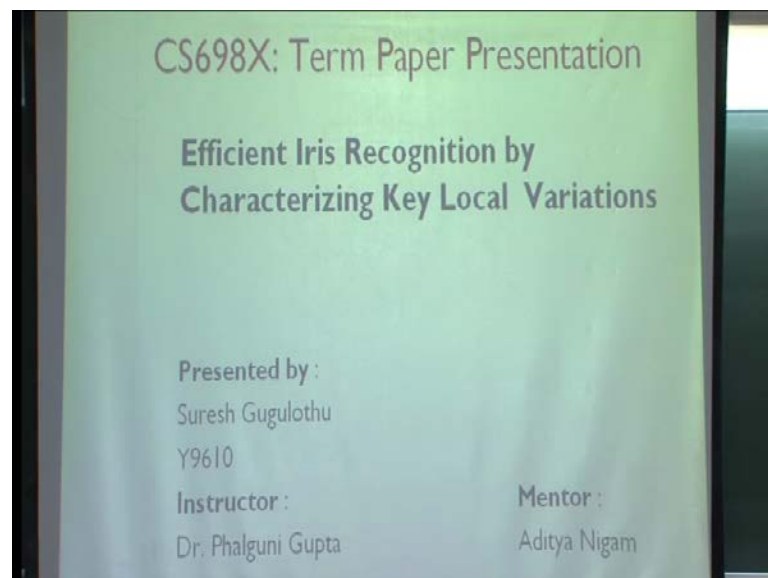 CS698X: Term Paper Presentation
Efficient Iris Recognition by
Characterizing Key Local Variations
Presented by :
Suresh Gugulothu
Y9610
Instructor :
Mentor :
Dr. Phalguni Gupta
Aditya Nigam